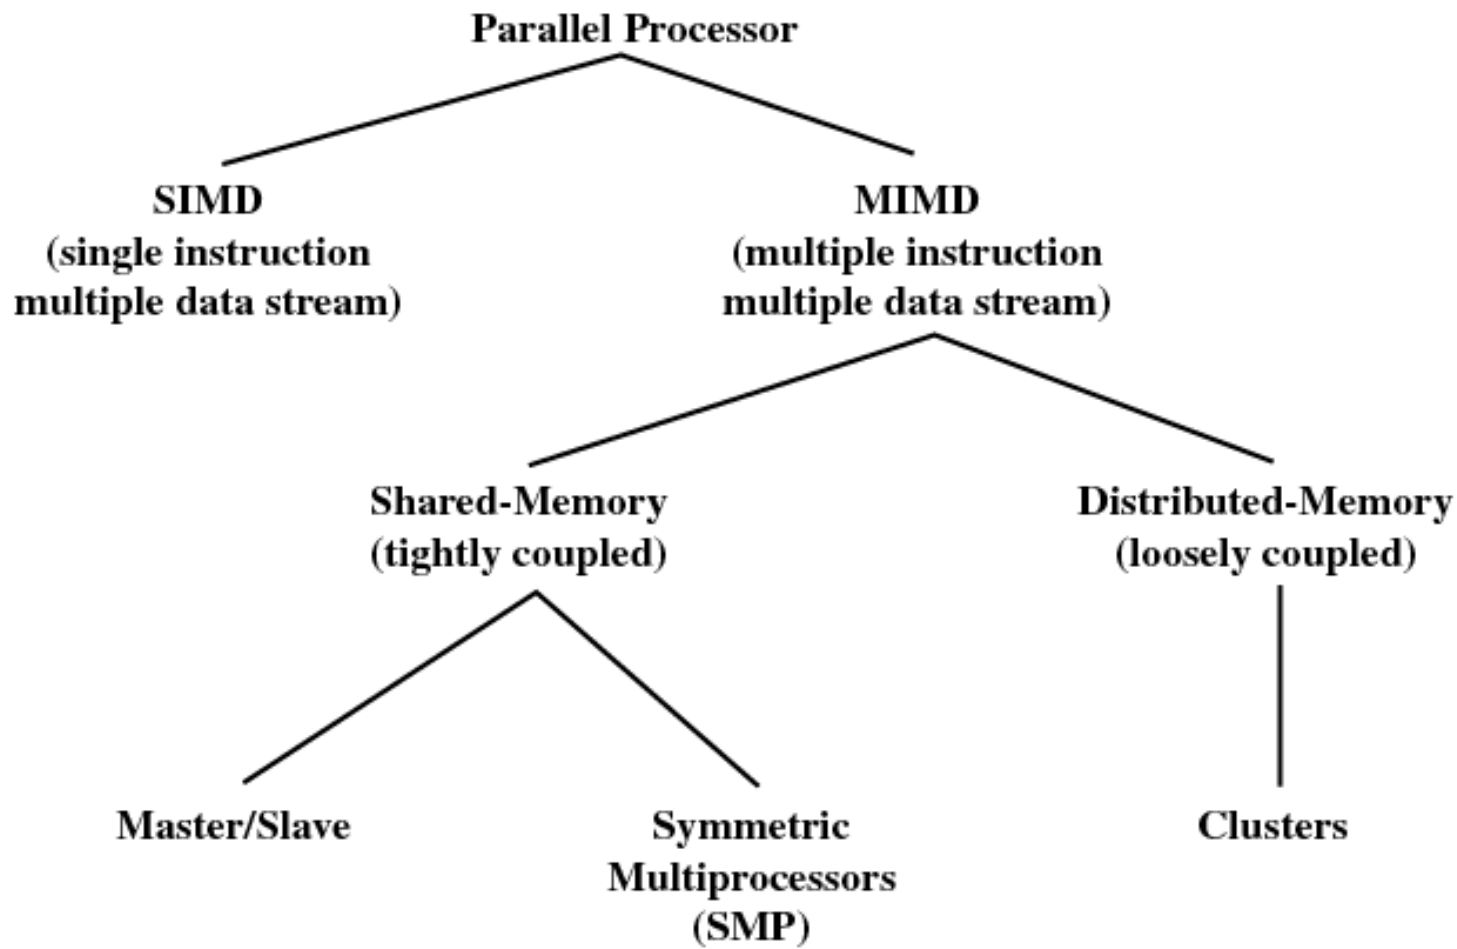 Parallel Processor
SIMD
(single instruction
multiple data stream)
MIMD
(multiple instruction
multiple data stream)
Shared-Memory
(tightly coupled)
Distributed-Memory
(loosely coupled)
Master/Slave
Symmetric
Multiprocessors
(SMP)
Clusters